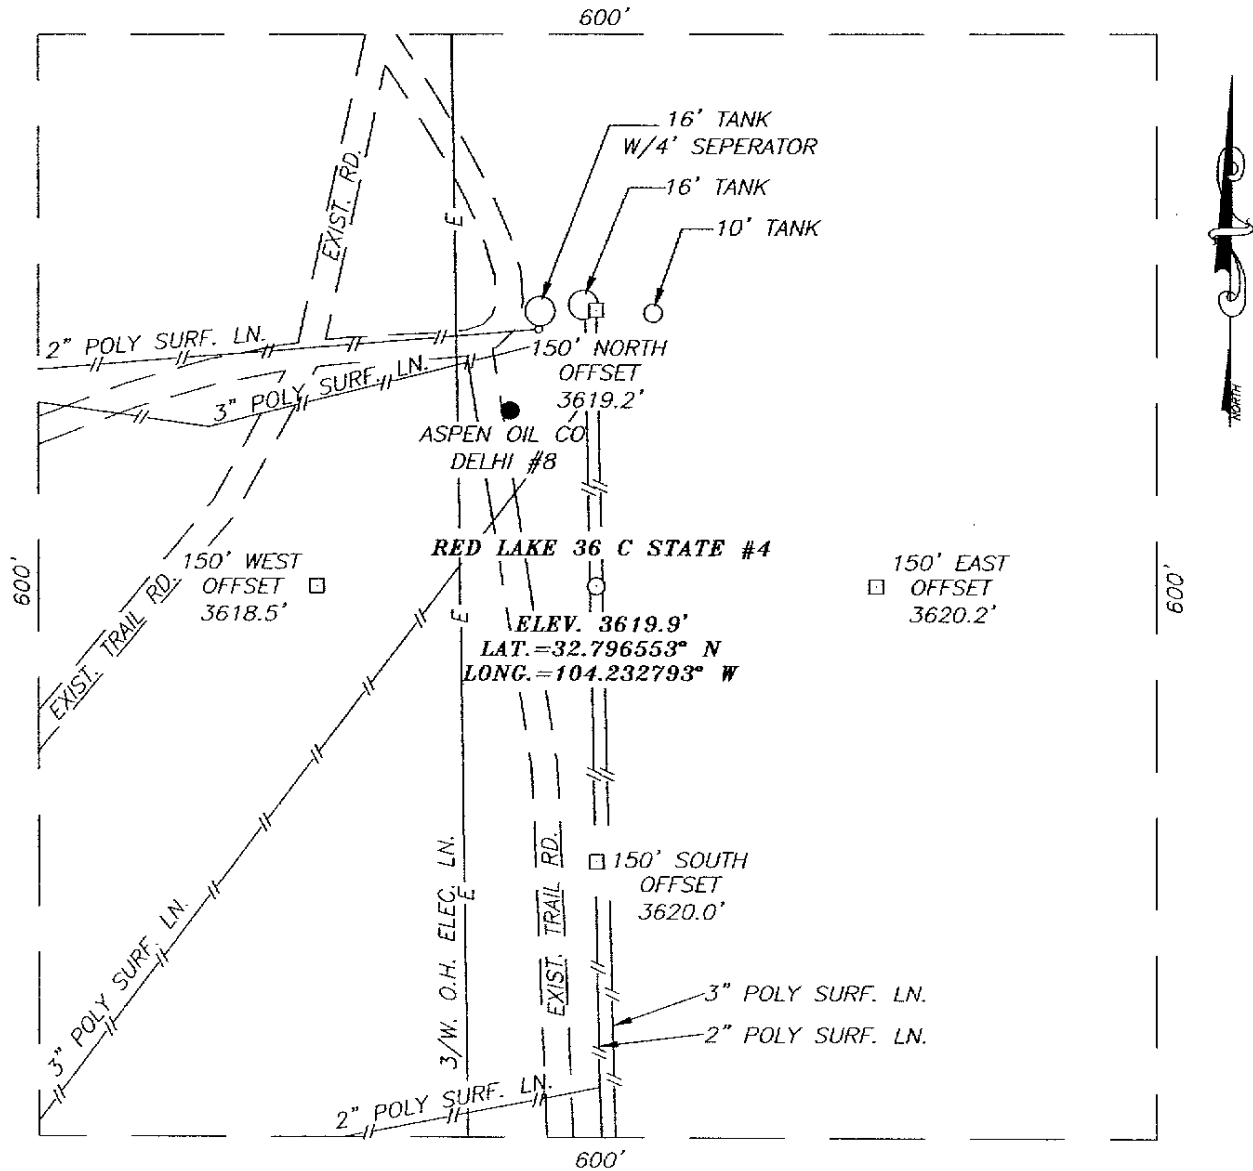 600'
16' TANK
W/4' SEPERATOR
16' TANK
10' TANK
EXIST. RD.
E
NORTH
2" POLY SURF. LN.
3" POLY SURF. LN.
150' NORTH
OFFSET
3619.2'
ASPEN OIL CO
DELHI #8
RED LAKE 36 C STATE #4
150' WEST
OFFSET
3618.5'
150' EAST
OFFSET
3620.2'
600'
600'
E
ELEV. 3619.9'
LAT.=32.796553° N
LONG.=104.232793° W
EXIST. TRAIL RD.
150' SOUTH
OFFSET
3620.0'
3/W. O.H. ELEC. LN.
E
EXIST. TRAIL RD.
3" POLY SURF. LN.
3" POLY SURF. LN.
2" POLY SURF. LN.
2" POLY SURF. LN.
600'